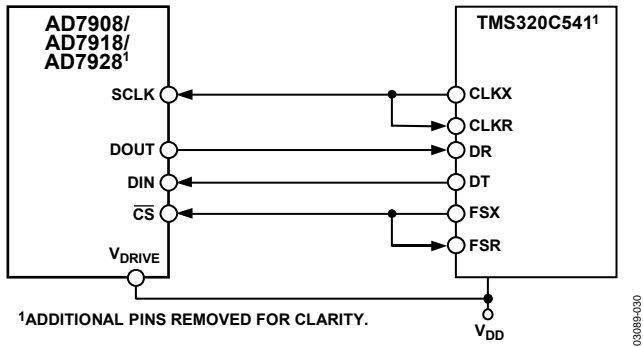 AD7908/
AD7918/
AD7928¹
TMS320C541¹
SCLK
CLKX
CLKR
DOUT
DR
DIN
DT
CS
FSX
FSR
VDRIVE
¹ADDITIONAL PINS REMOVED FOR CLARITY.
VDD
03089-030